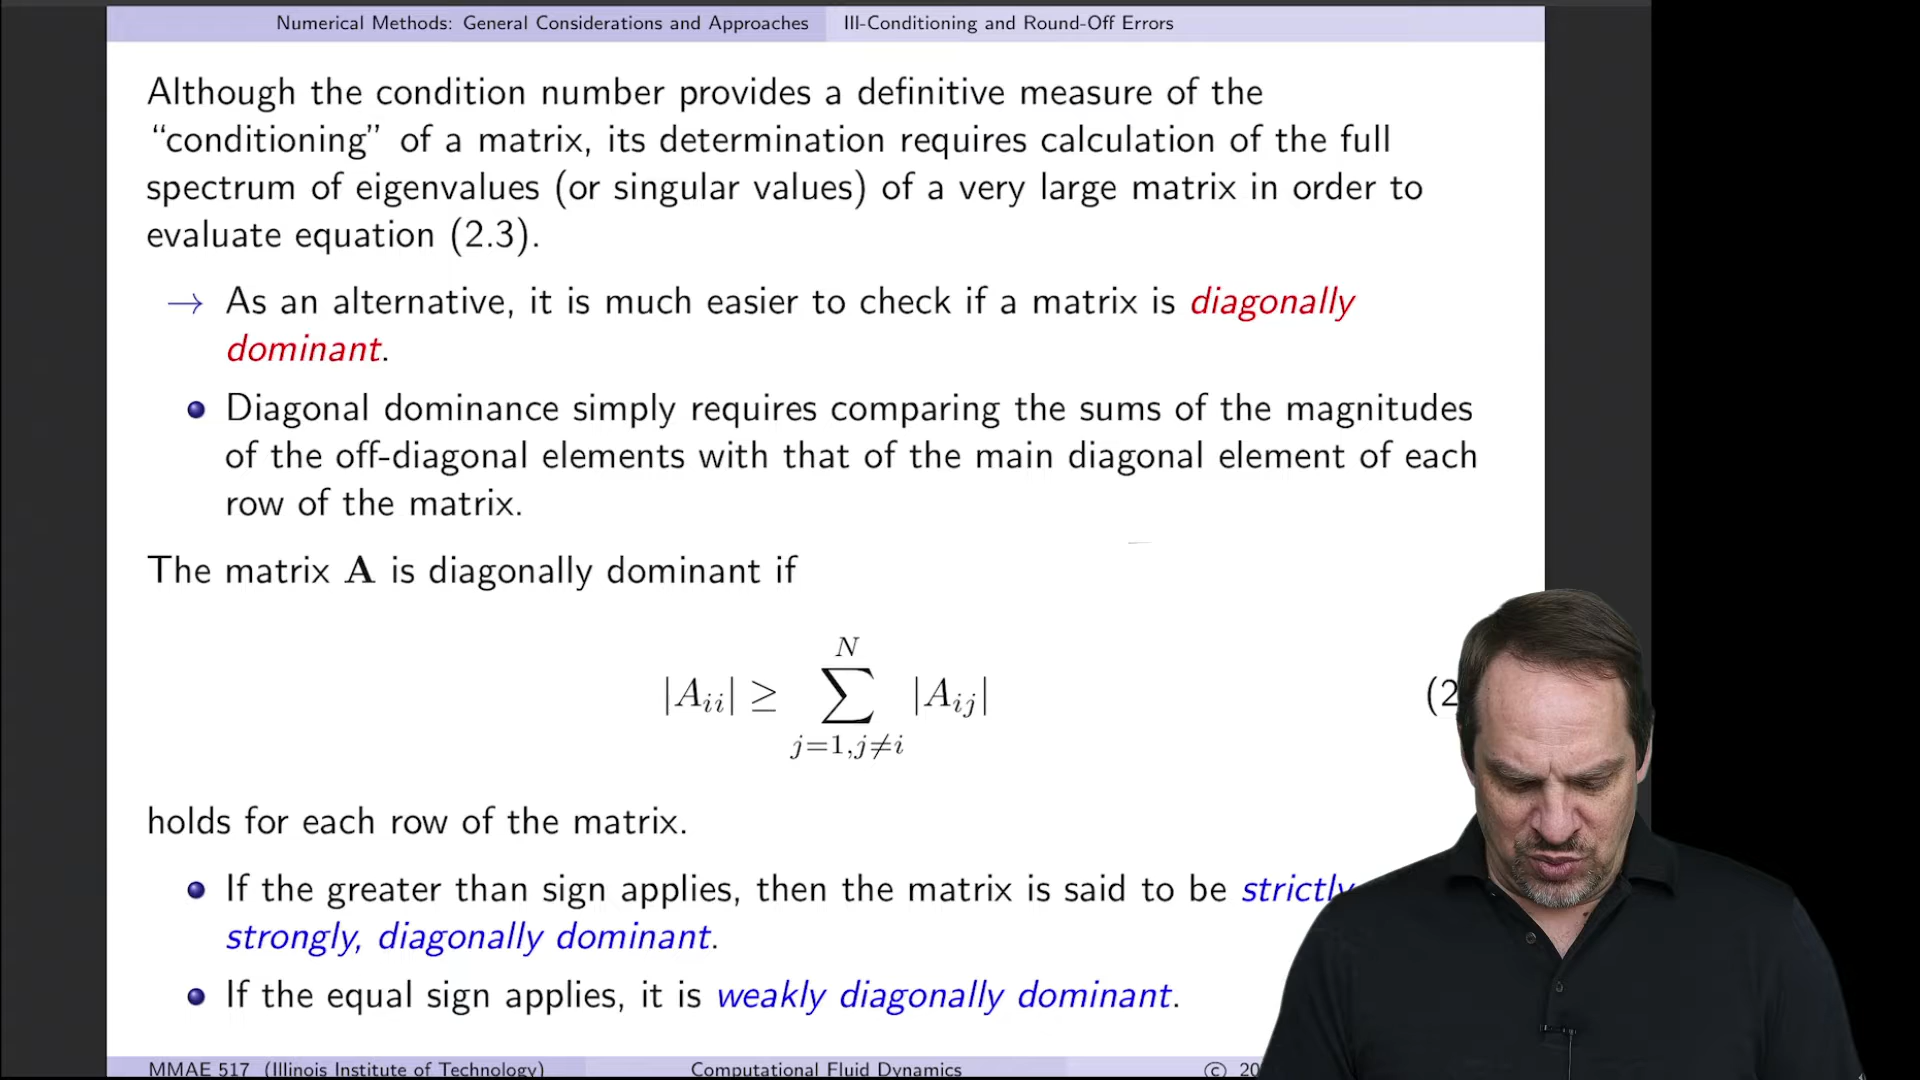 Numerical Methods: General Considerations and Approaches Ill-Conditioning and Round-Off Errors
Although the condition number provides a definitive measure of the
“conditioning” of a matrix, its determination requires calculation of the full
spectrum of eigenvalues (or singular values) of a very large matrix in order to
evaluate equation (2.3).
→ As an alternative, it is much easier to check if a matrix is diagonally
dominant.
Diagonal dominance simply requires comparing the sums of the magnitudes
of the off-diagonal elements with that of the main diagonal element of each
row of the matrix.
The matrix A is diagonally dominant if
N
|A_{ii}| ≥ ∑ |A_{ij}| (2
j=1,j≠i
holds for each row of the matrix.
If the greater than sign applies, then the matrix is said to be strictly
strongly, diagonally dominant.
If the equal sign applies, it is weakly diagonally dominant.
MMAE 517 (Illinois Institute of Technology) Computational Fluid Dynamics © 20